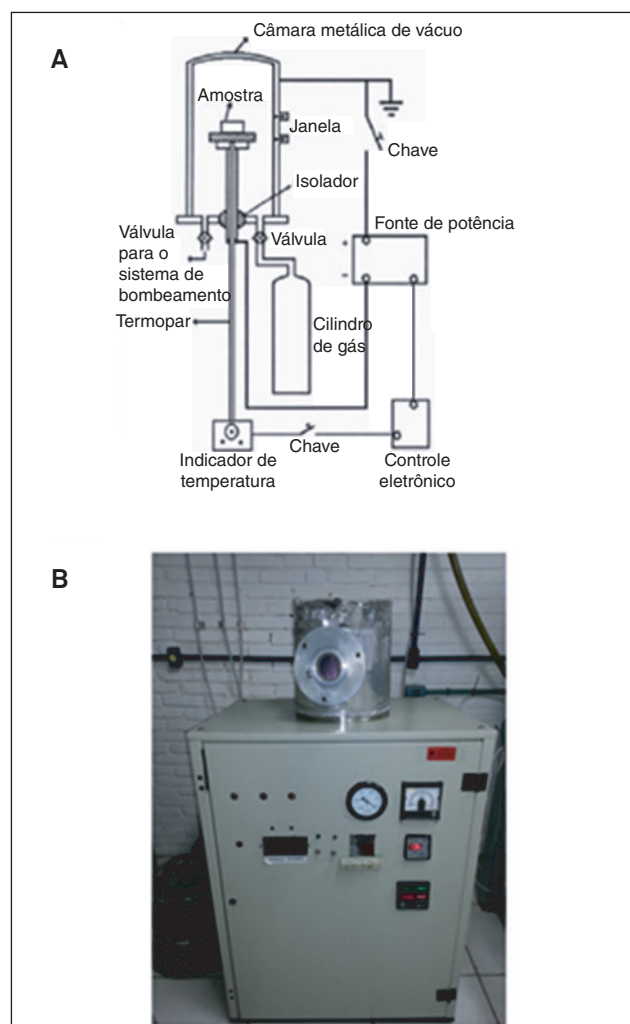 A
Câmara metálica de vácuo
Amostra
Janela
Chave
Isolador
Fonte de potência
+
−
Válvula
para o
sistema de
bombeamento
Válvula
Termopar
Cilindro
de gás
Chave
Indicador de
temperatura
Controle
eletrônico
B